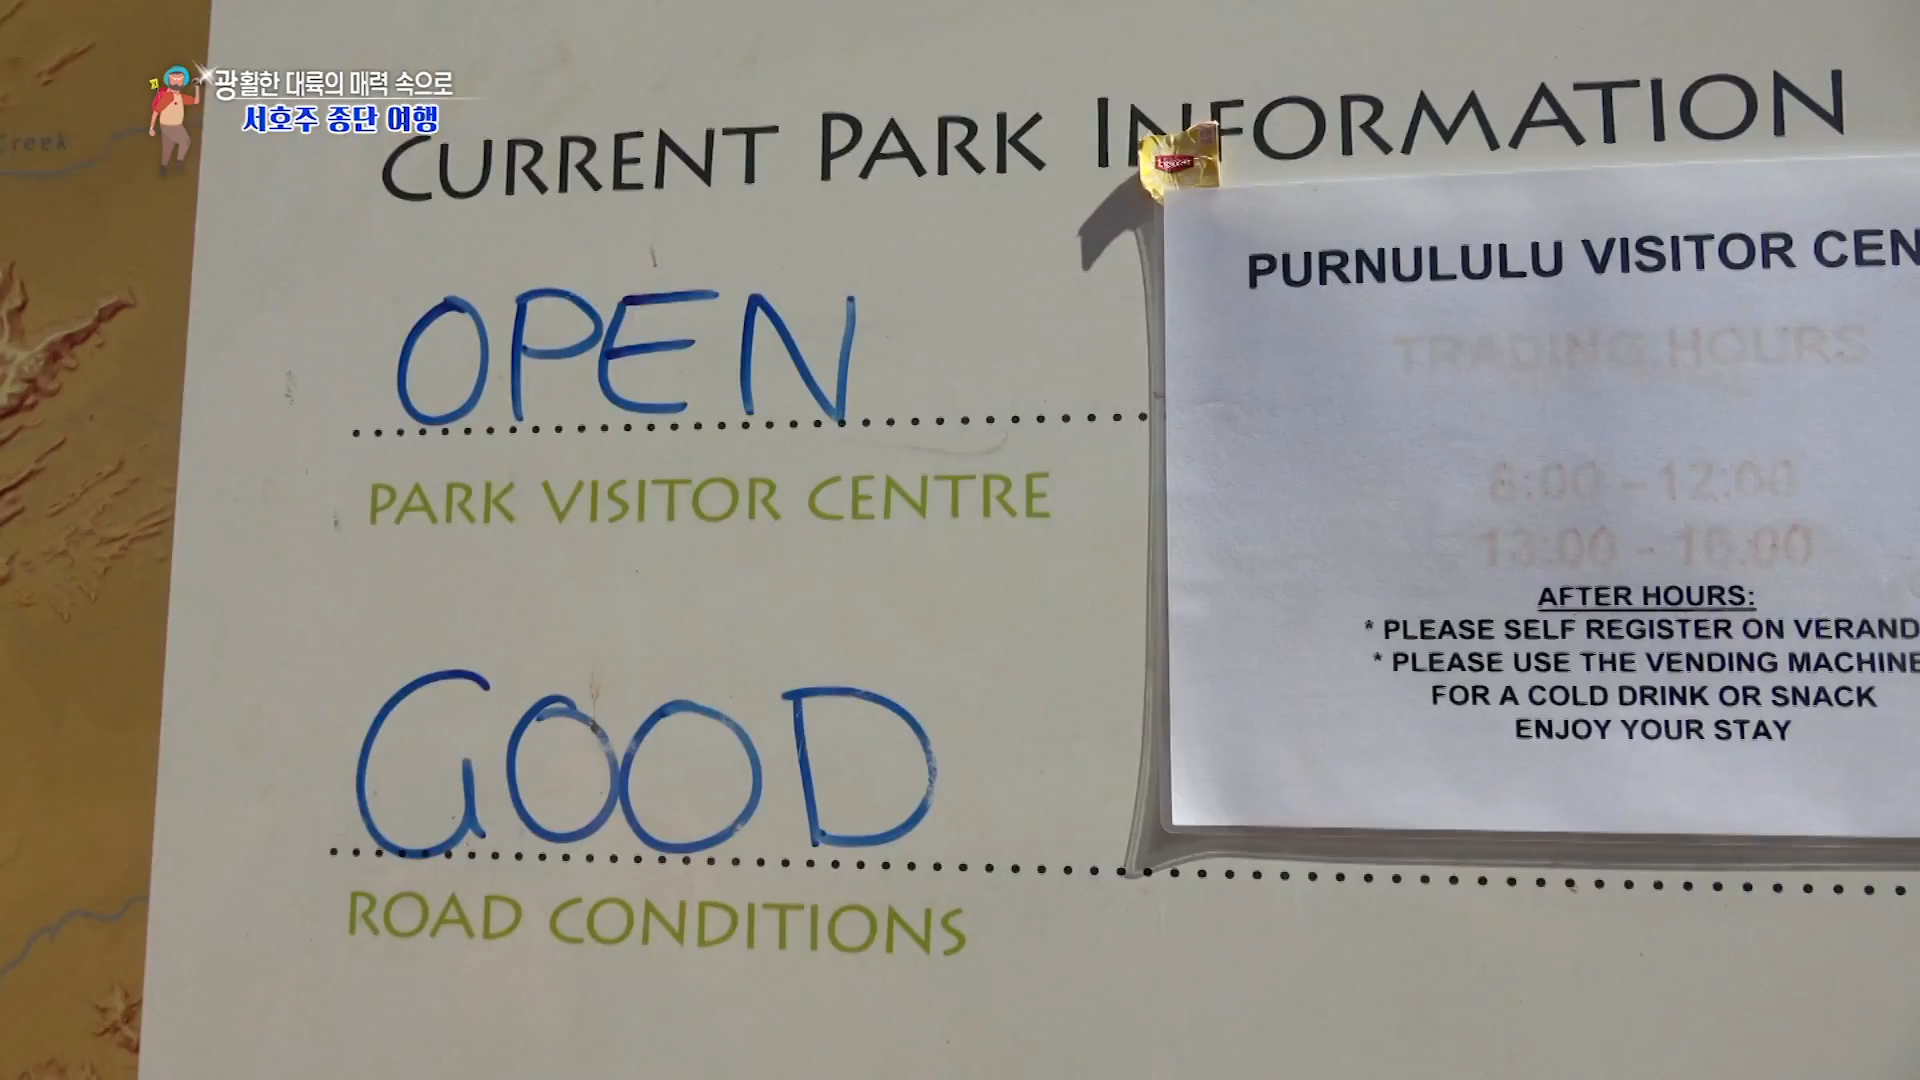 광활한 대륙의 매력 속으로
서호주 종단 여행
Creek
CURRENT PARK INFORMATION
OPEN
PARK VISITOR CENTRE
GOOD
ROAD CONDITIONS
PURNULULU VISITOR CEN
TRADING HOURS
8:00 - 12:00
13:00 - 16:00
AFTER HOURS:
* PLEASE SELF REGISTER ON VERAND
* PLEASE USE THE VENDING MACHINE
FOR A COLD DRINK OR SNACK
ENJOY YOUR STAY